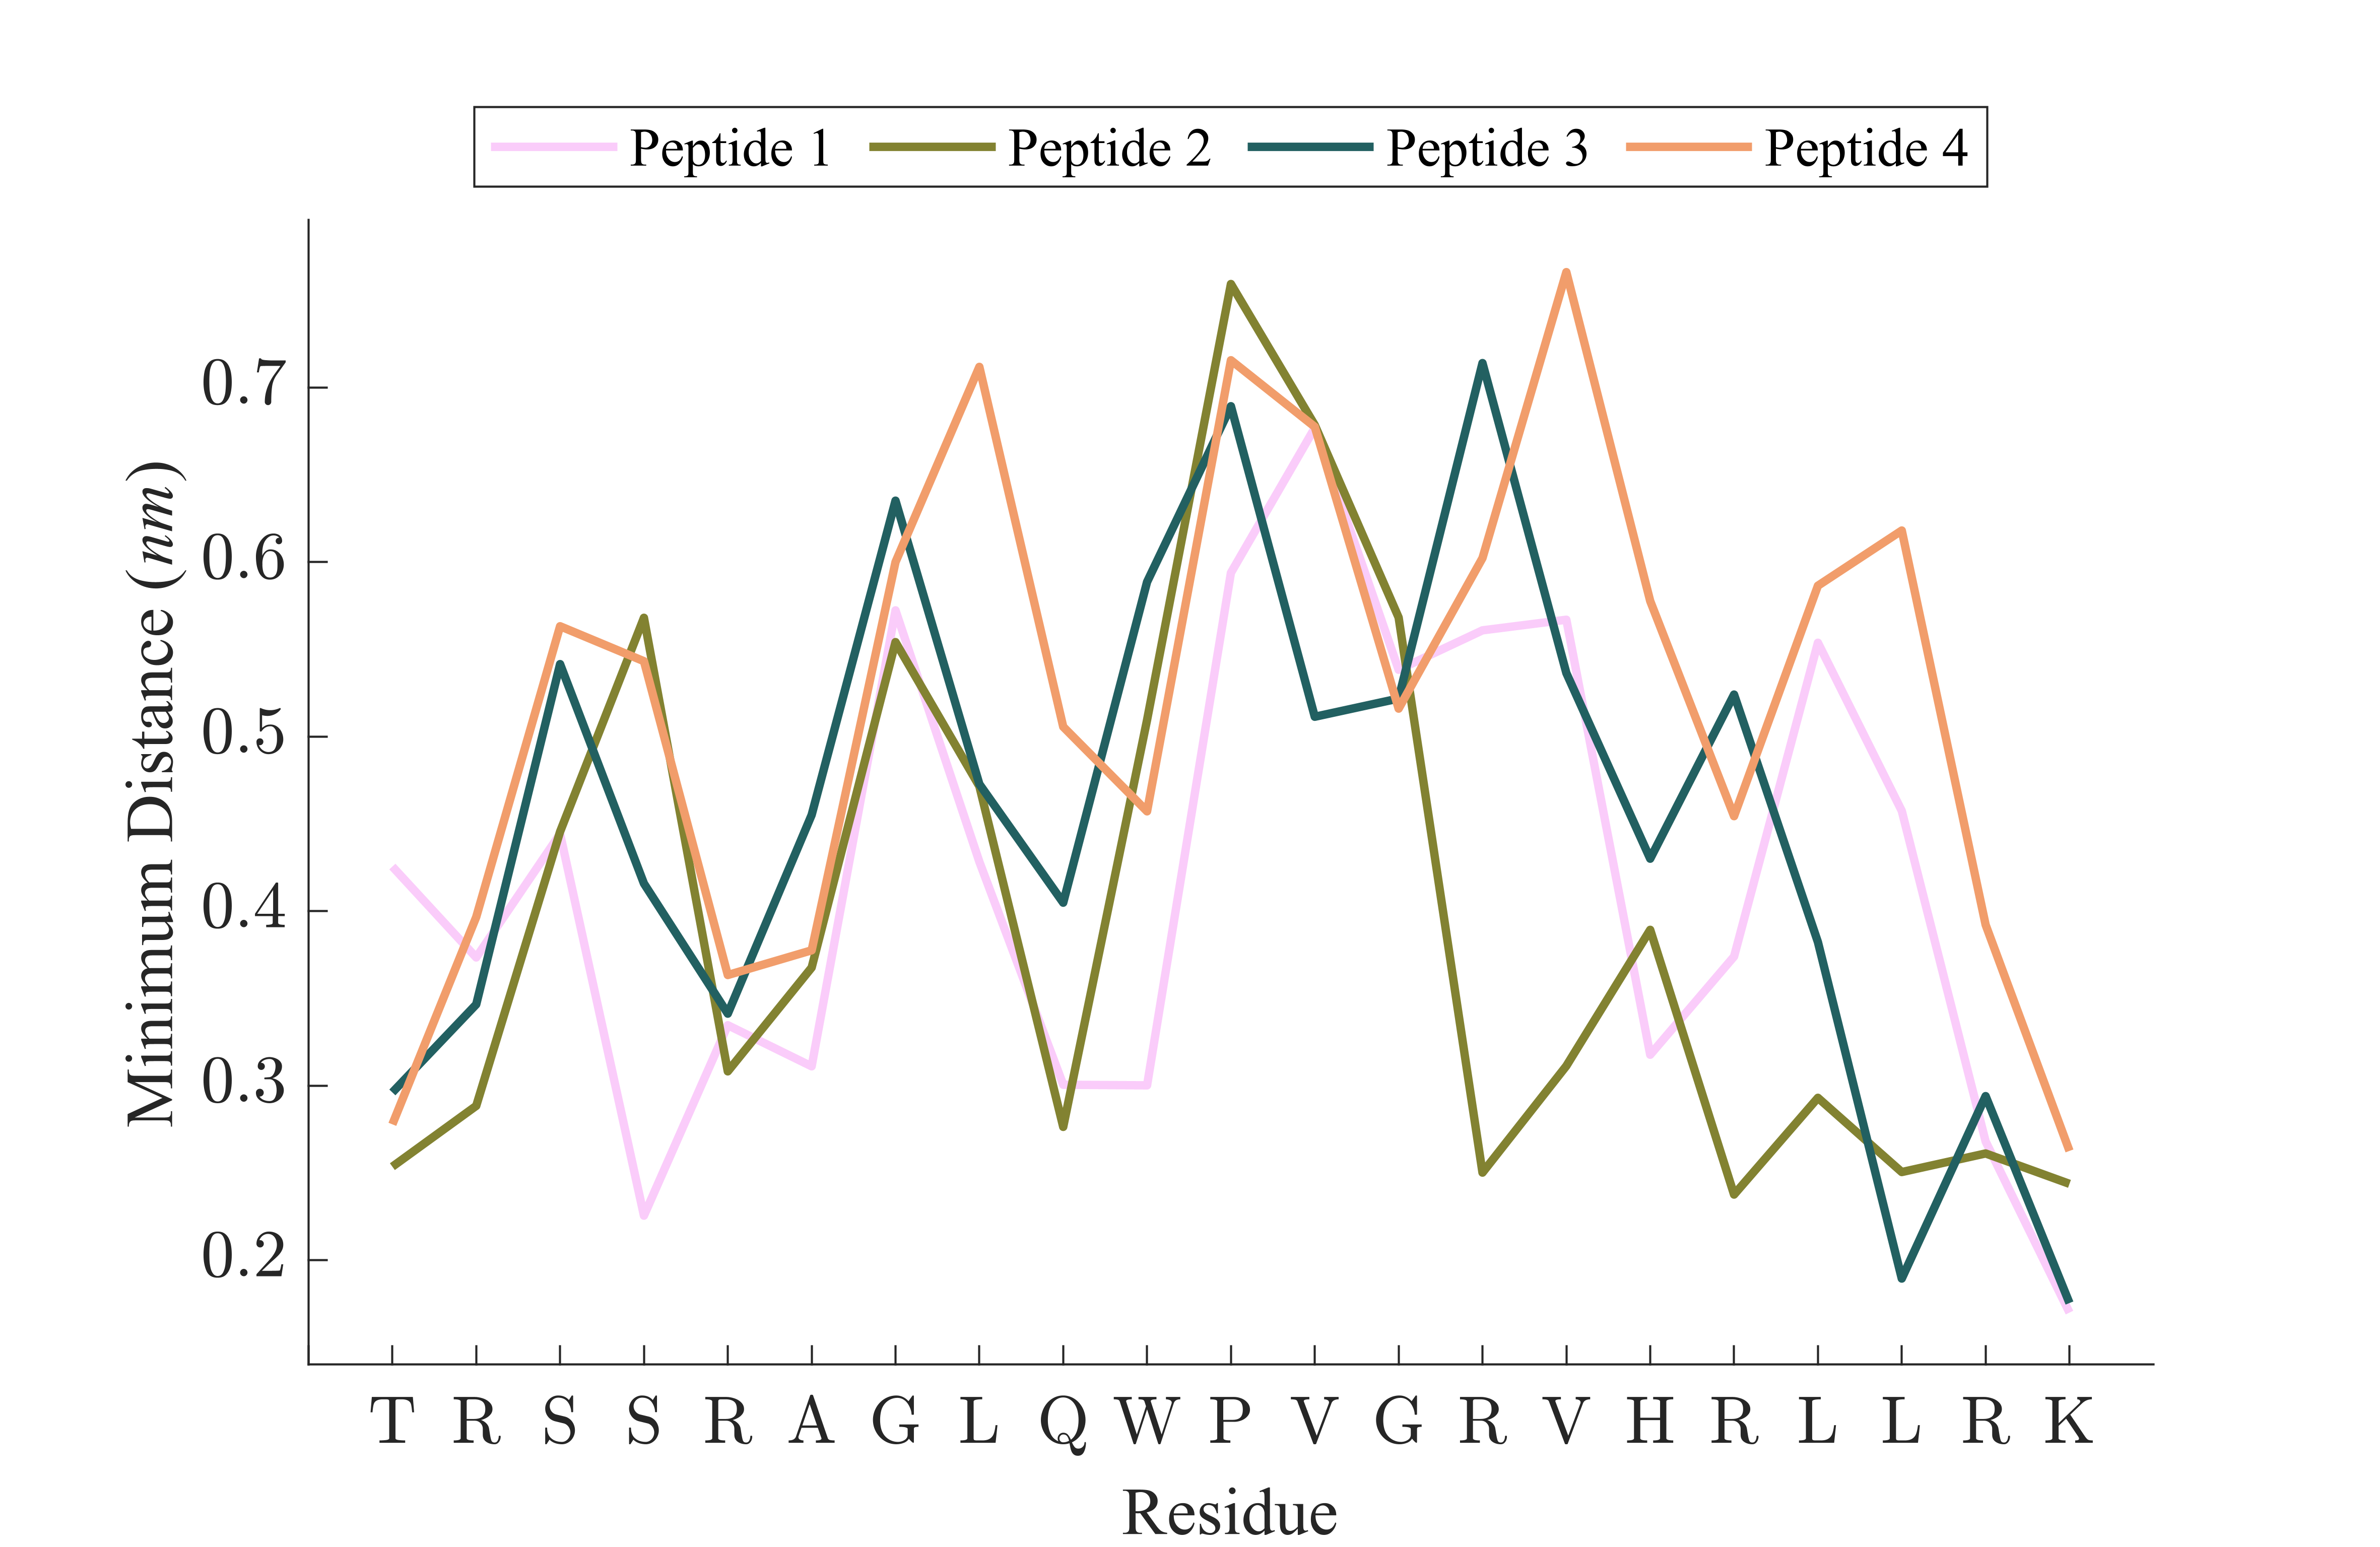 Peptide 1 Peptide 2 Peptide 3 Peptide 4
Minimum Distance (nm)
0.7
0.6
0.5
0.4
0.3
0.2
T R S S R A G L Q W P V G R V H R L L R K
Residue